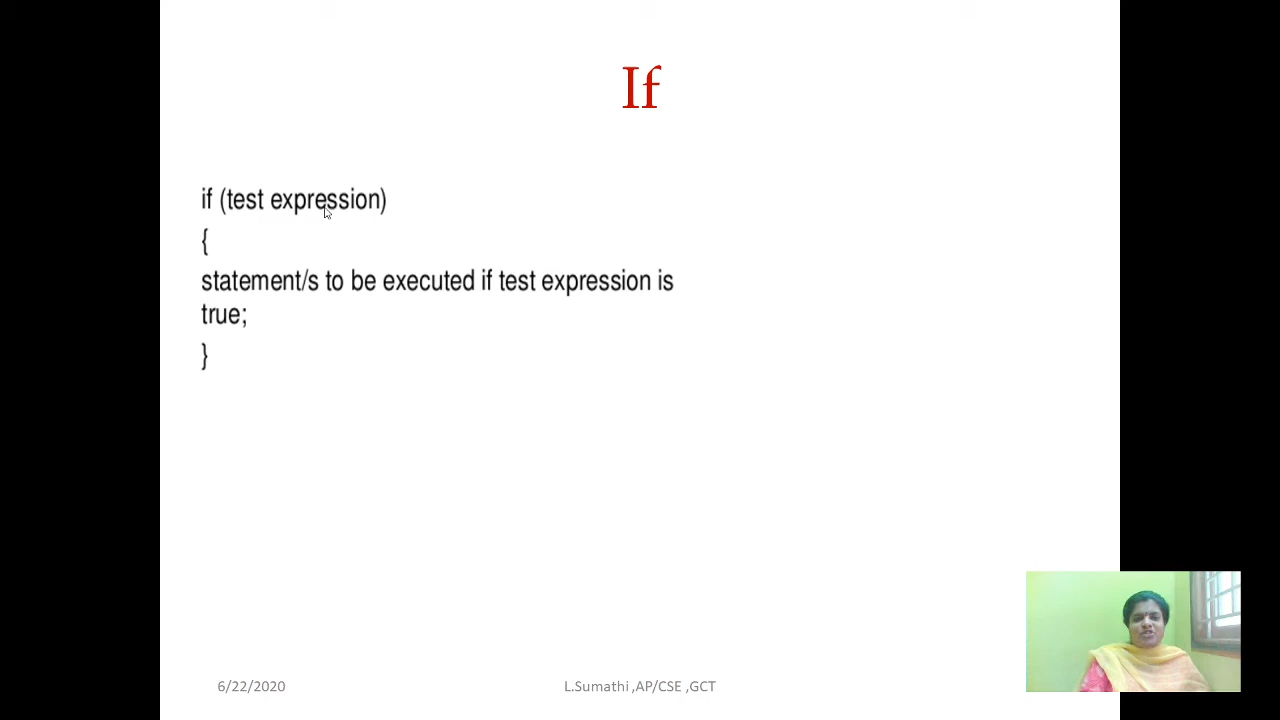 If
if (test expression)
{
statement/s to be executed if test expression is
true;
}
6/22/2020
L.Sumathi ,AP/CSE ,GCT